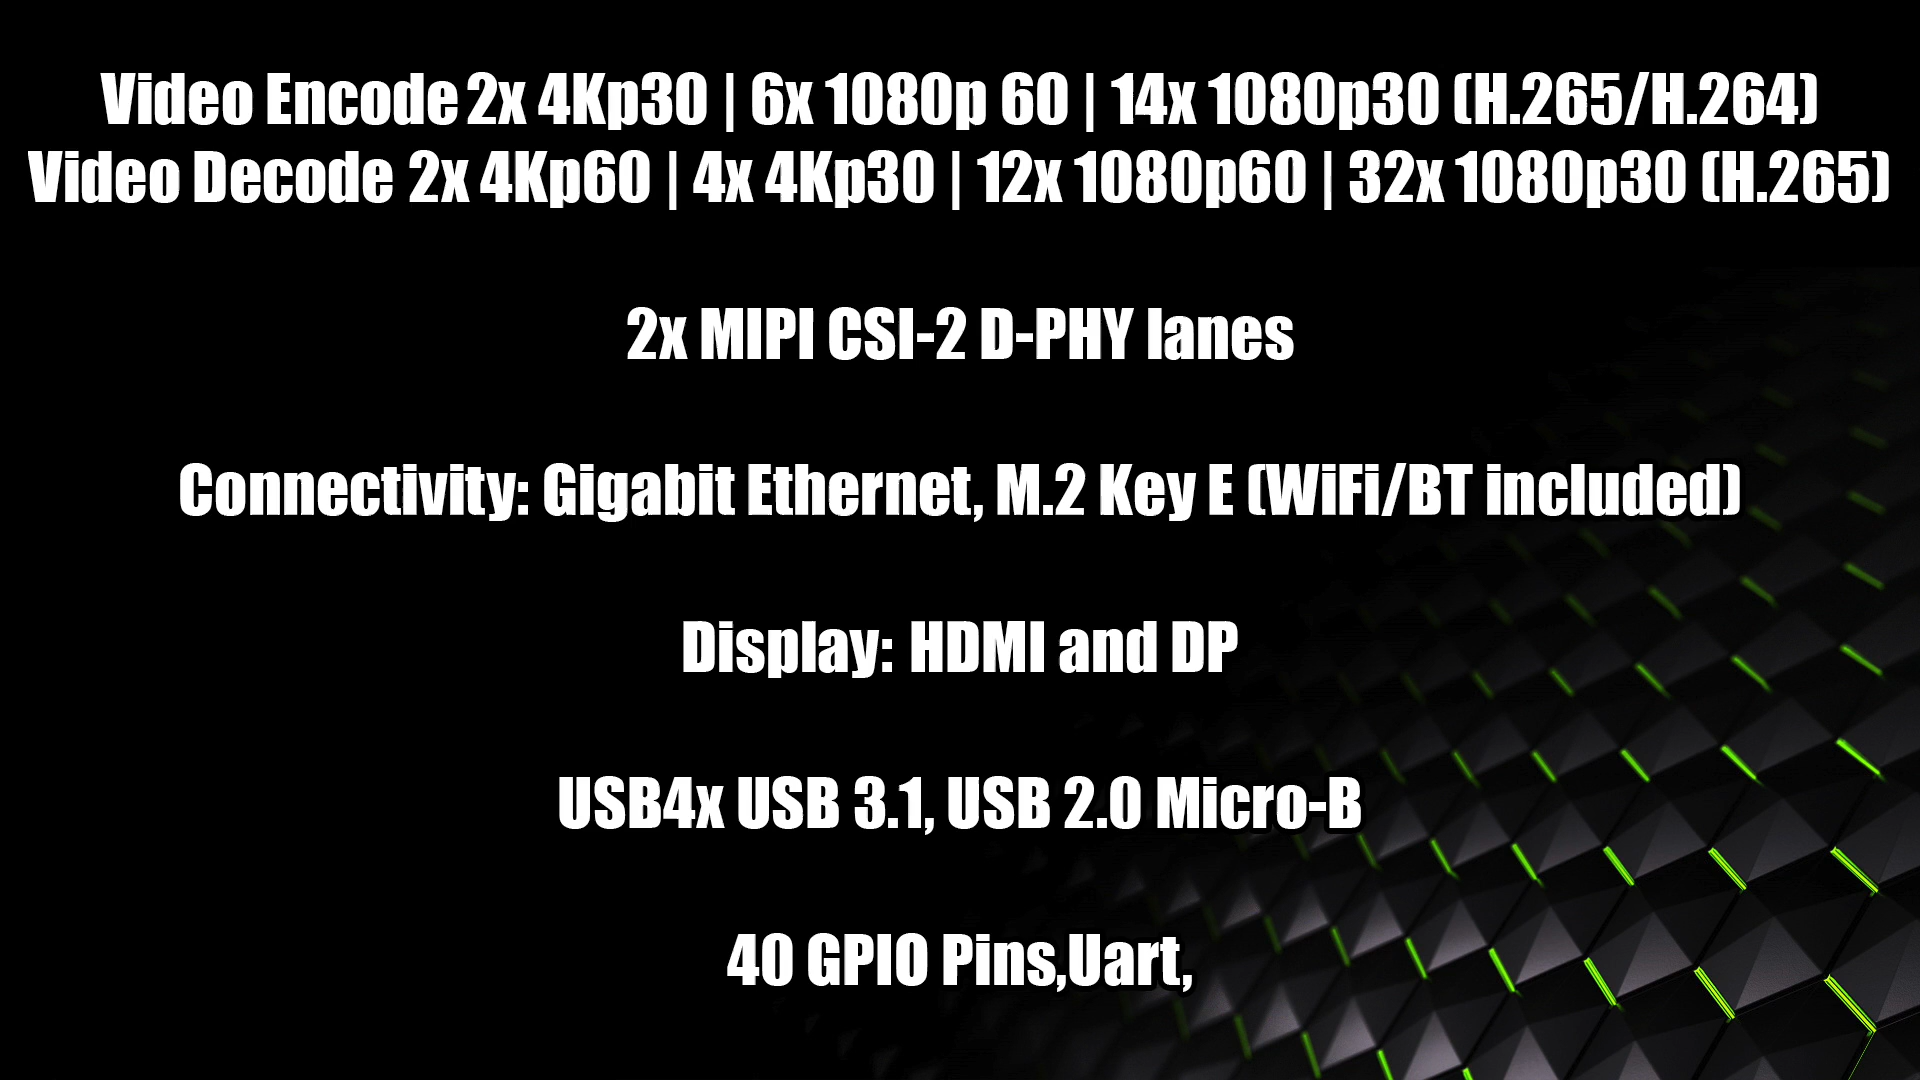 Video Encode 2x 4Kp30 | 6x 1080p 60 | 14x 1080p30 (H.265/H.264)
Video Decode 2x 4Kp60 | 4x 4Kp30 | 12x 1080p60 | 32x 1080p30 (H.265)
2x MIPI CSI-2 D-PHY lanes
Connectivity: Gigabit Ethernet, M.2 Key E (WiFi/BT included)
Display: HDMI and DP
USB4x USB 3.1, USB 2.0 Micro-B
40 GPIO Pins,Uart,